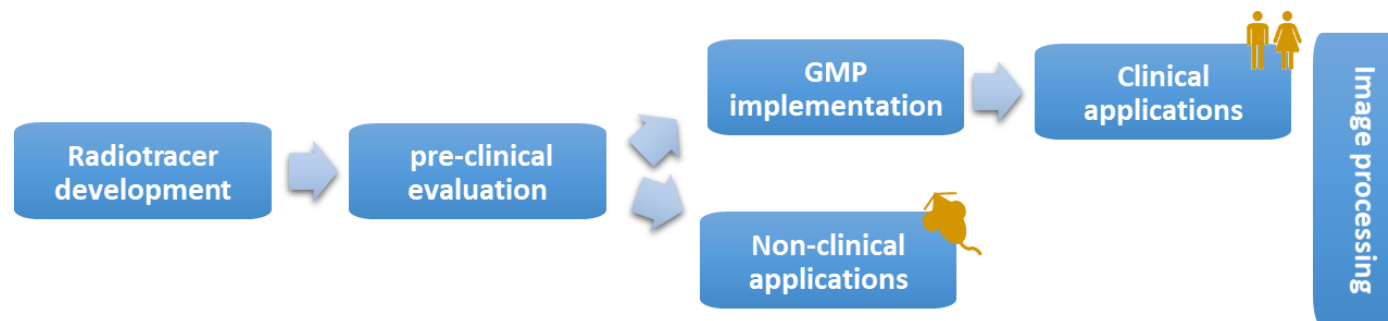 Radiotracer
development
pre-clinical
evaluation
GMP
implementation
Clinical
applications
Non-clinical
applications
Image processing